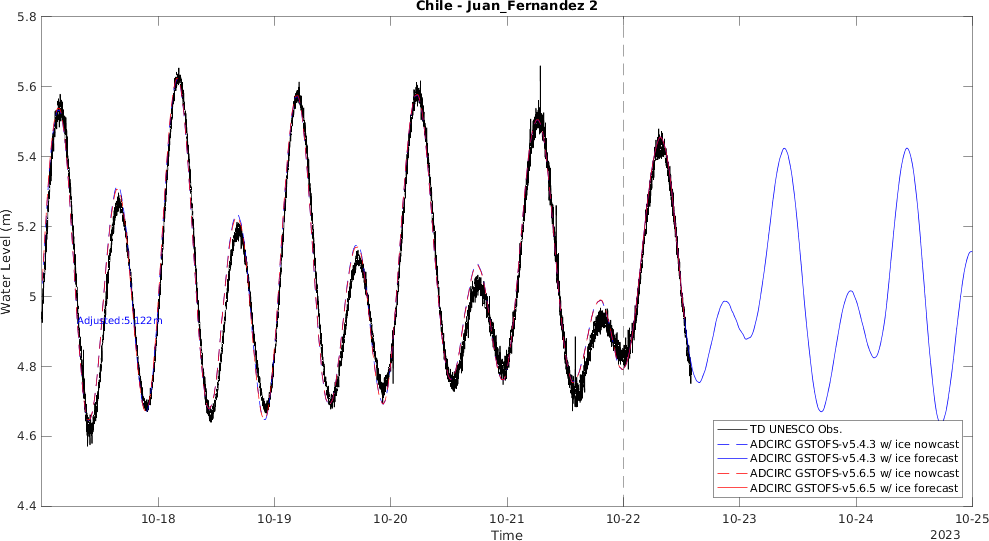 Chile - Juan_Fernandez 2
5.8
5.6
5.4
5.2
5
4.8
4.6
4.4
Water Level (m)
Adjusted:5.122m
TD UNESCO Obs.
ADCIRC GSTOFS-v5.4.3 w/ ice nowcast
ADCIRC GSTOFS-v5.4.3 w/ ice forecast
ADCIRC GSTOFS-v5.6.5 w/ ice nowcast
ADCIRC GSTOFS-v5.6.5 w/ ice forecast
10-18 10-19 10-20 10-21 10-22 10-23 10-24 10-25
Time
2023